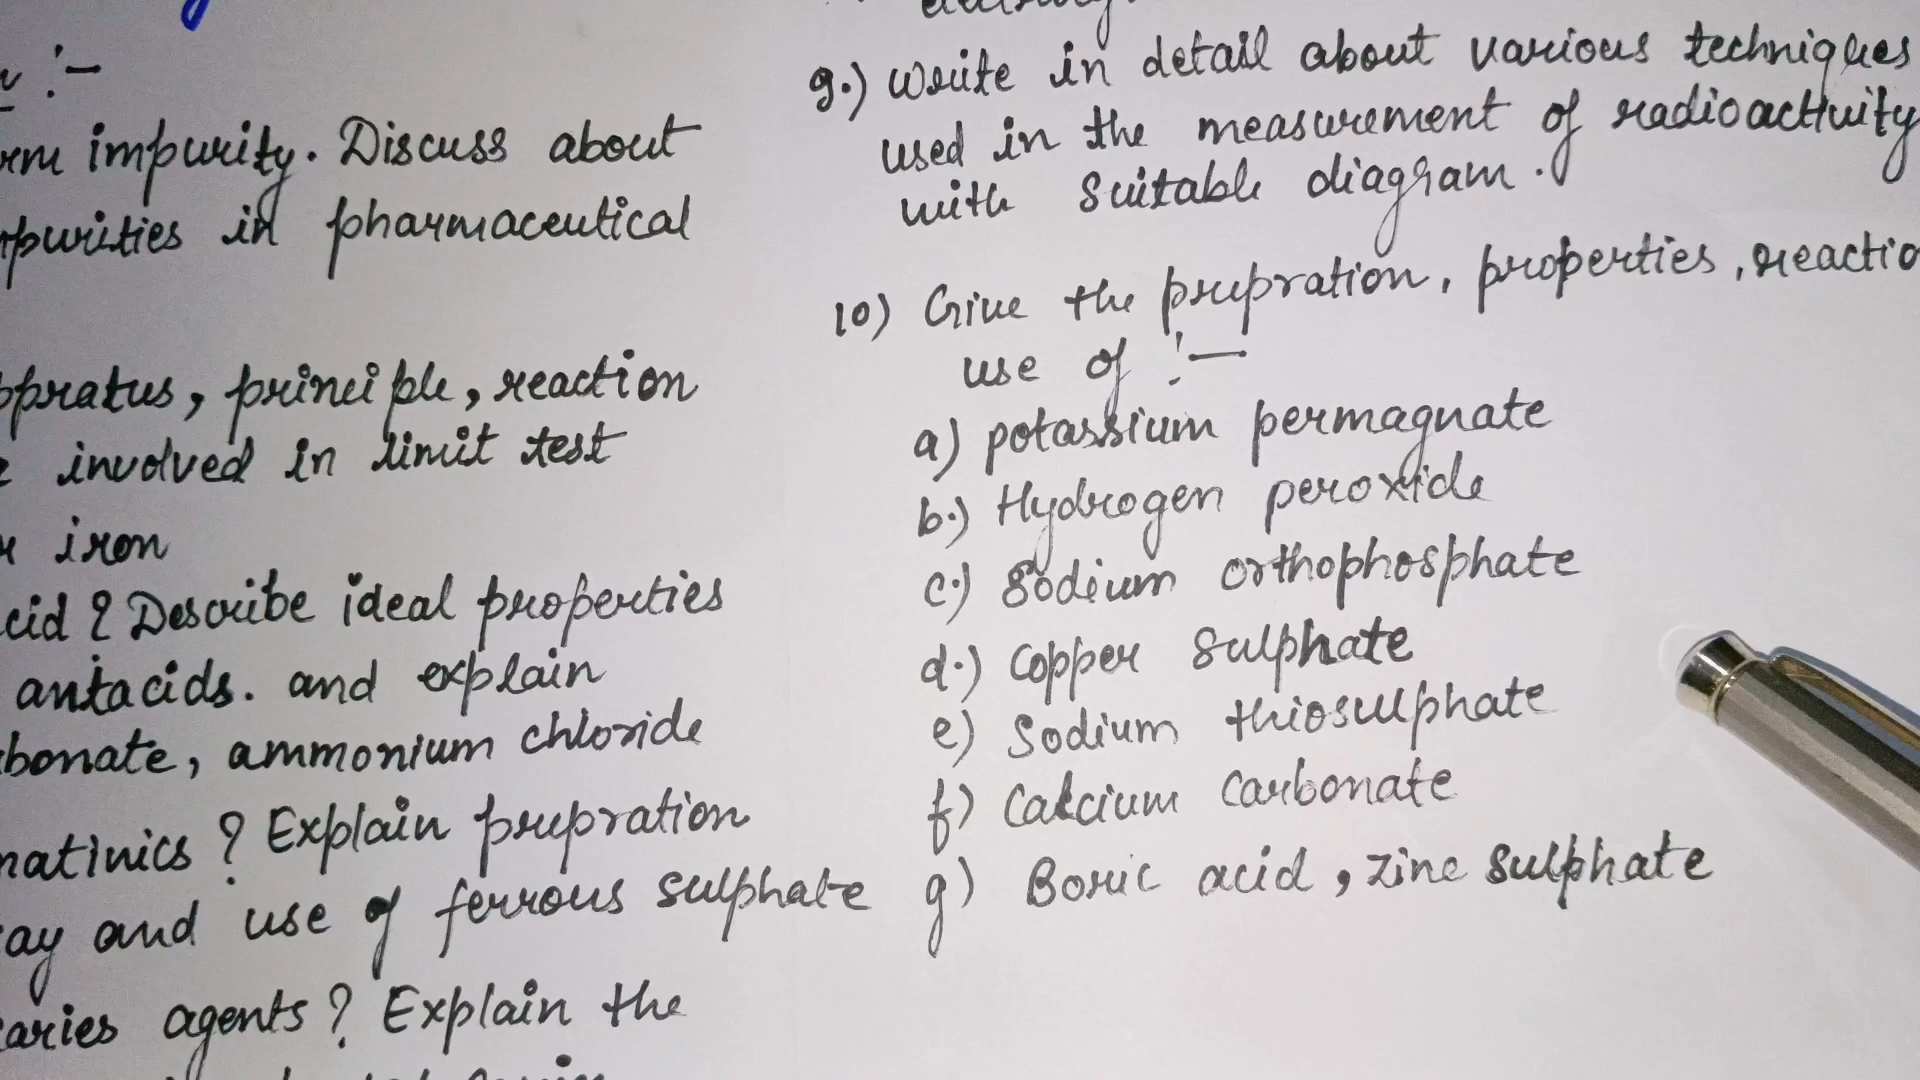 impurity. Discuss about
in pharmaceutical
principle, reaction
involved in limit test
iron
? Describe ideal properties
antacids. and explain
ammonium chloride
? Explain prepration
and use of ferrous sulphate
agents? Explain the
9.) Write in detail about various techniques
used in the measurement of radioactivity
with suitable diagram.
10) Give the prepration, properties, reactio
use of :-
a) potassium permagnate
b.) Hydrogen peroxide
c.) Sodium orthophosphate
d.) Copper sulphate
e) Sodium thiosulphate
f) Calcium Carbonate
g) Boric acid, zinc sulphate